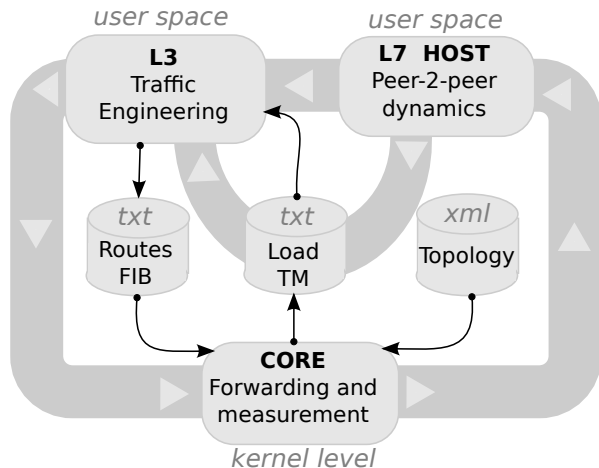 user space
user space
L3
Traffic
Engineering
L7 HOST
Peer-2-peer
dynamics
txt
Routes
FIB
txt
Load
TM
xml
Topology
CORE
Forwarding and
measurement
kernel level